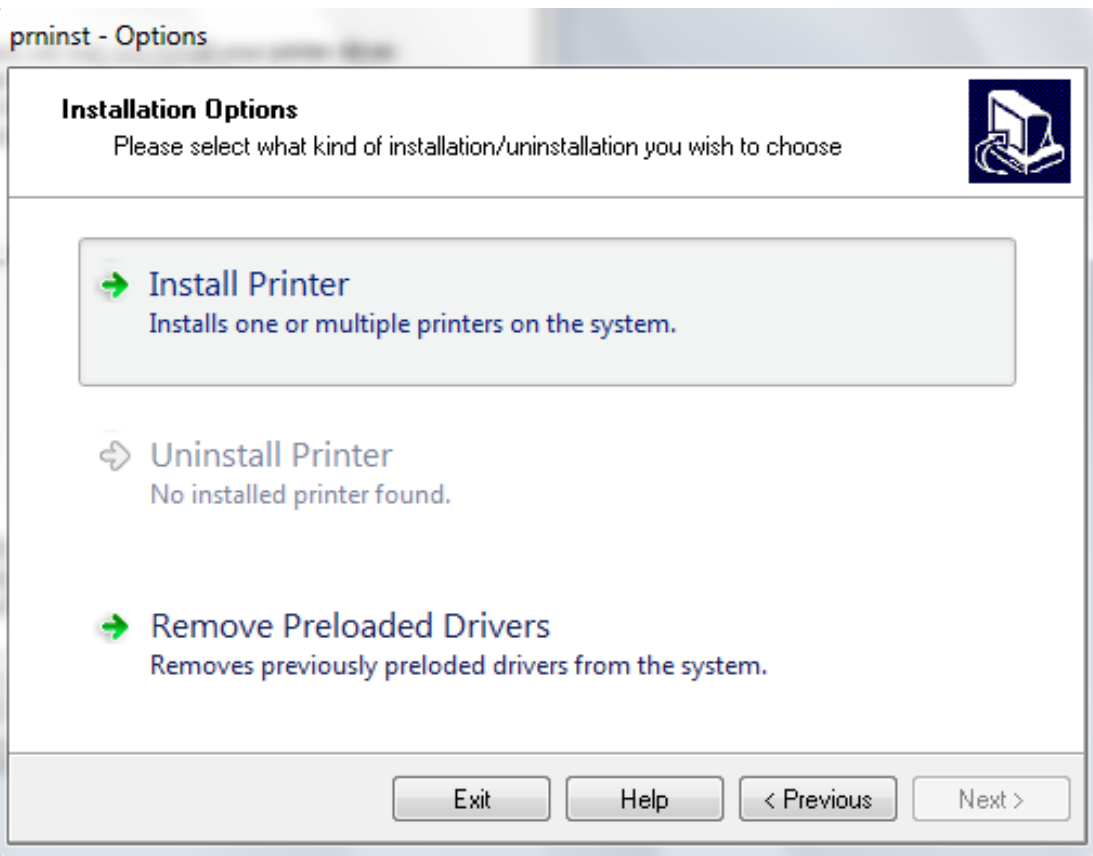 prninst - Options
Installation Options
Please select what kind of installation/uninstallation you wish to choose
Install Printer
Installs one or multiple printers on the system.
Uninstall Printer
No installed printer found.
Remove Preloaded Drivers
Removes previously preloded drivers from the system.
Exit Help < Previous Next >